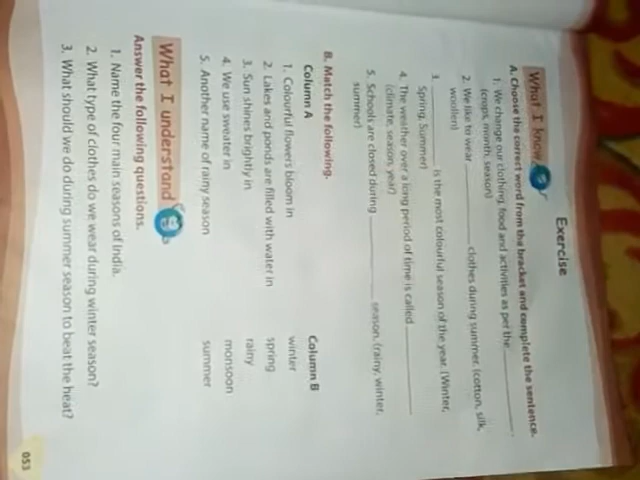 Exercise
What I know
A. Choose the correct word from the bracket and complete the sentence.
1. We change our clothing, food and activities as per the ________.
(crops, month, season)
2. We like to wear ________ clothes during summer. (cotton, silk,
woollen)
3. ________ is the most colourful season of the year. (Winter,
Spring, Summer)
4. The weather over a long period of time is called ________
(climate, season, year)
5. Schools are closed during ________ season. (rainy, winter,
summer)
B. Match the following.
Column A Column B
1. Colourful flowers bloom in winter
2. Lakes and ponds are filled with water in spring
3. Sun shines brightly in rainy
4. We use sweater in monsoon
5. Another name of rainy season summer
What I understand
Answer the following questions.
1. Name the four main seasons of India.
2. What type of clothes do we wear during winter season?
3. What should we do during summer season to beat the heat?
053